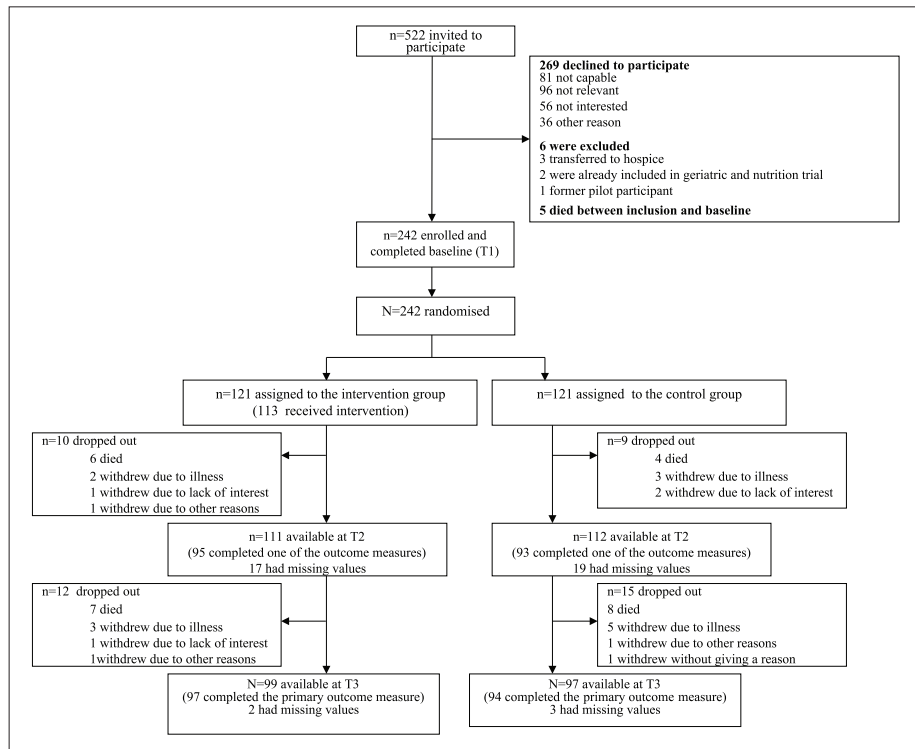 n=522 invited to
participate
269 declined to participate
81 not capable
96 not relevant
56 not interested
36 other reason
6 were excluded
3 transferred to hospice
2 were already included in geriatric and nutrition trial
1 former pilot participant
5 died between inclusion and baseline
n=242 enrolled and
completed baseline (T1)
N=242 randomised
n=121 assigned to the intervention group
(113 received intervention)
n=121 assigned to the control group
n=10 dropped out
6 died
2 withdrew due to illness
1 withdrew due to lack of interest
1 withdrew due to other reasons
n=9 dropped out
4 died
3 withdrew due to illness
2 withdrew due to lack of interest
n=111 available at T2
(95 completed one of the outcome measures)
17 had missing values
n=112 available at T2
(93 completed one of the outcome measures)
19 had missing values
n=12 dropped out
7 died
3 withdrew due to illness
1 withdrew due to lack of interest
1withdrew due to other reasons
n=15 dropped out
8 died
5 withdrew due to illness
1 withdrew due to other reasons
1 withdrew without giving a reason
N=99 available at T3
(97 completed the primary outcome measure)
2 had missing values
N=97 available at T3
(94 completed the primary outcome measure)
3 had missing values